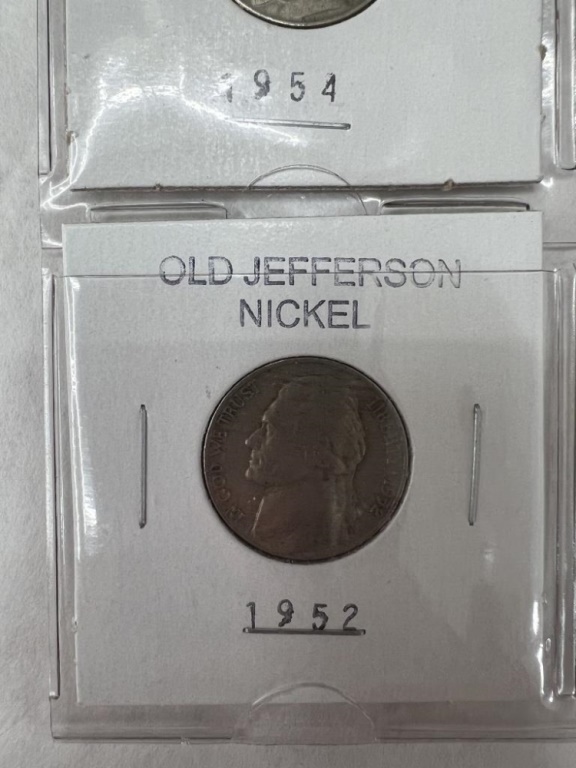 1954
OLD JEFFERSON
NICKEL
IN GOD WE TRUST
LIBERTY 1952
1952